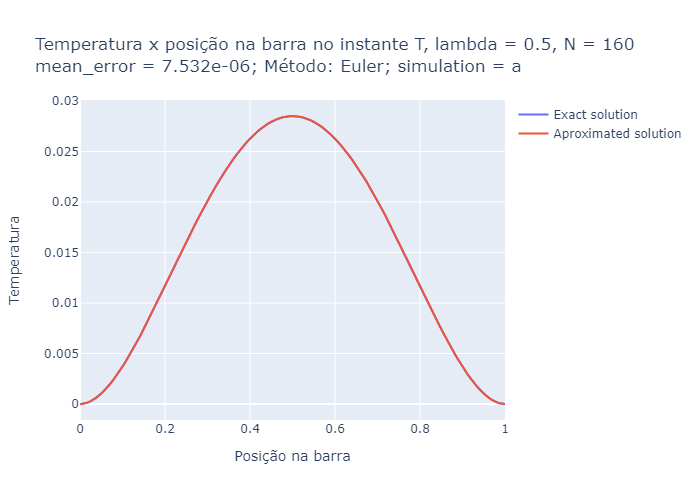 Temperatura x posição na barra no instante T, lambda = 0.5, N = 160
mean_error = 7.532e-06; Método: Euler; simulation = a
Exact solution
Aproximated solution
Temperatura
0.03
0.025
0.02
0.015
0.01
0.005
0
0 0.2 0.4 0.6 0.8 1
Posição na barra